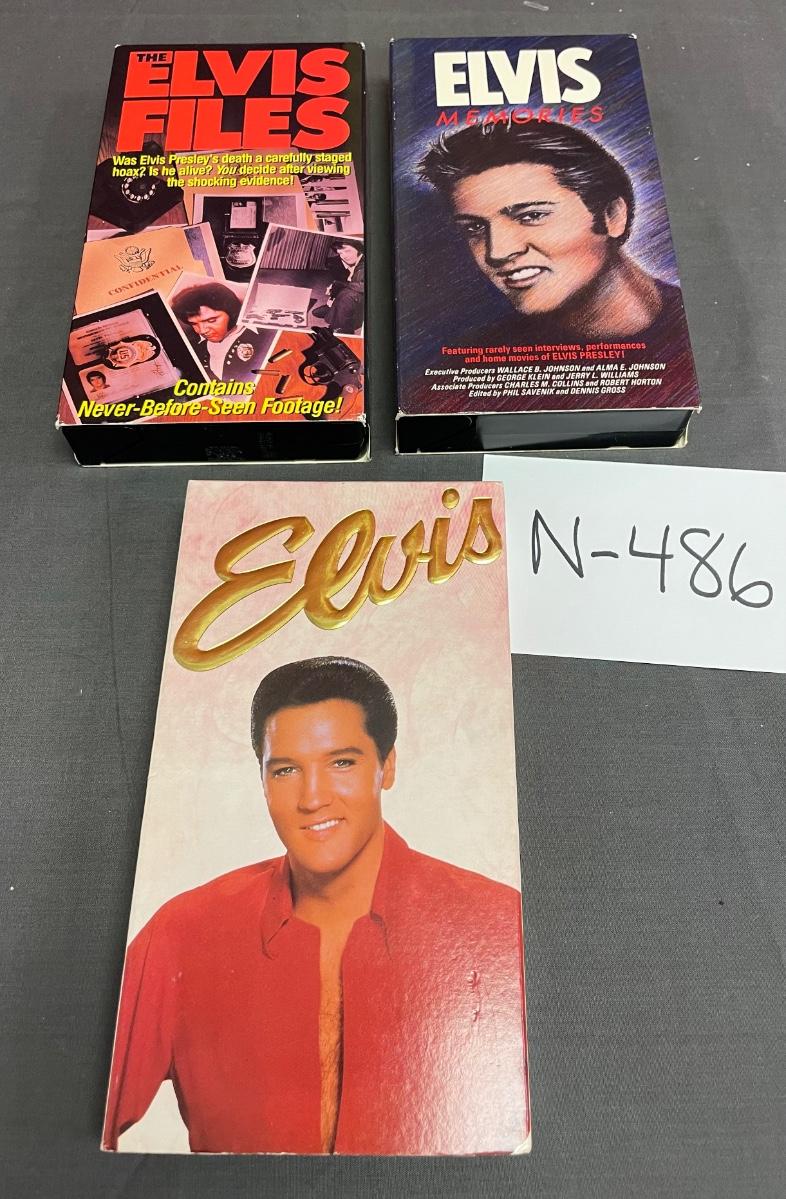 THE
ELVIS
FILES
Was Elvis Presley's death a carefully staged
hoax? Is he alive? You decide after viewing
the shocking evidence!
CONFIDENTIAL
Contains
Never-Before-Seen Footage!
ELVIS
MEMORIES
Featuring rarely seen interviews, performances
and home movies of ELVIS PRESLEY!
Executive Producers WALLACE B. JOHNSON and ALMA E. JOHNSON
Produced by GEORGE KLEIN and JERRY L. WILLIAMS
Associate Producers CHARLES M. COLLINS and ROBERT HORTON
Edited by PHIL SAVENIK and DENNIS GROSS
Elvis
N-486